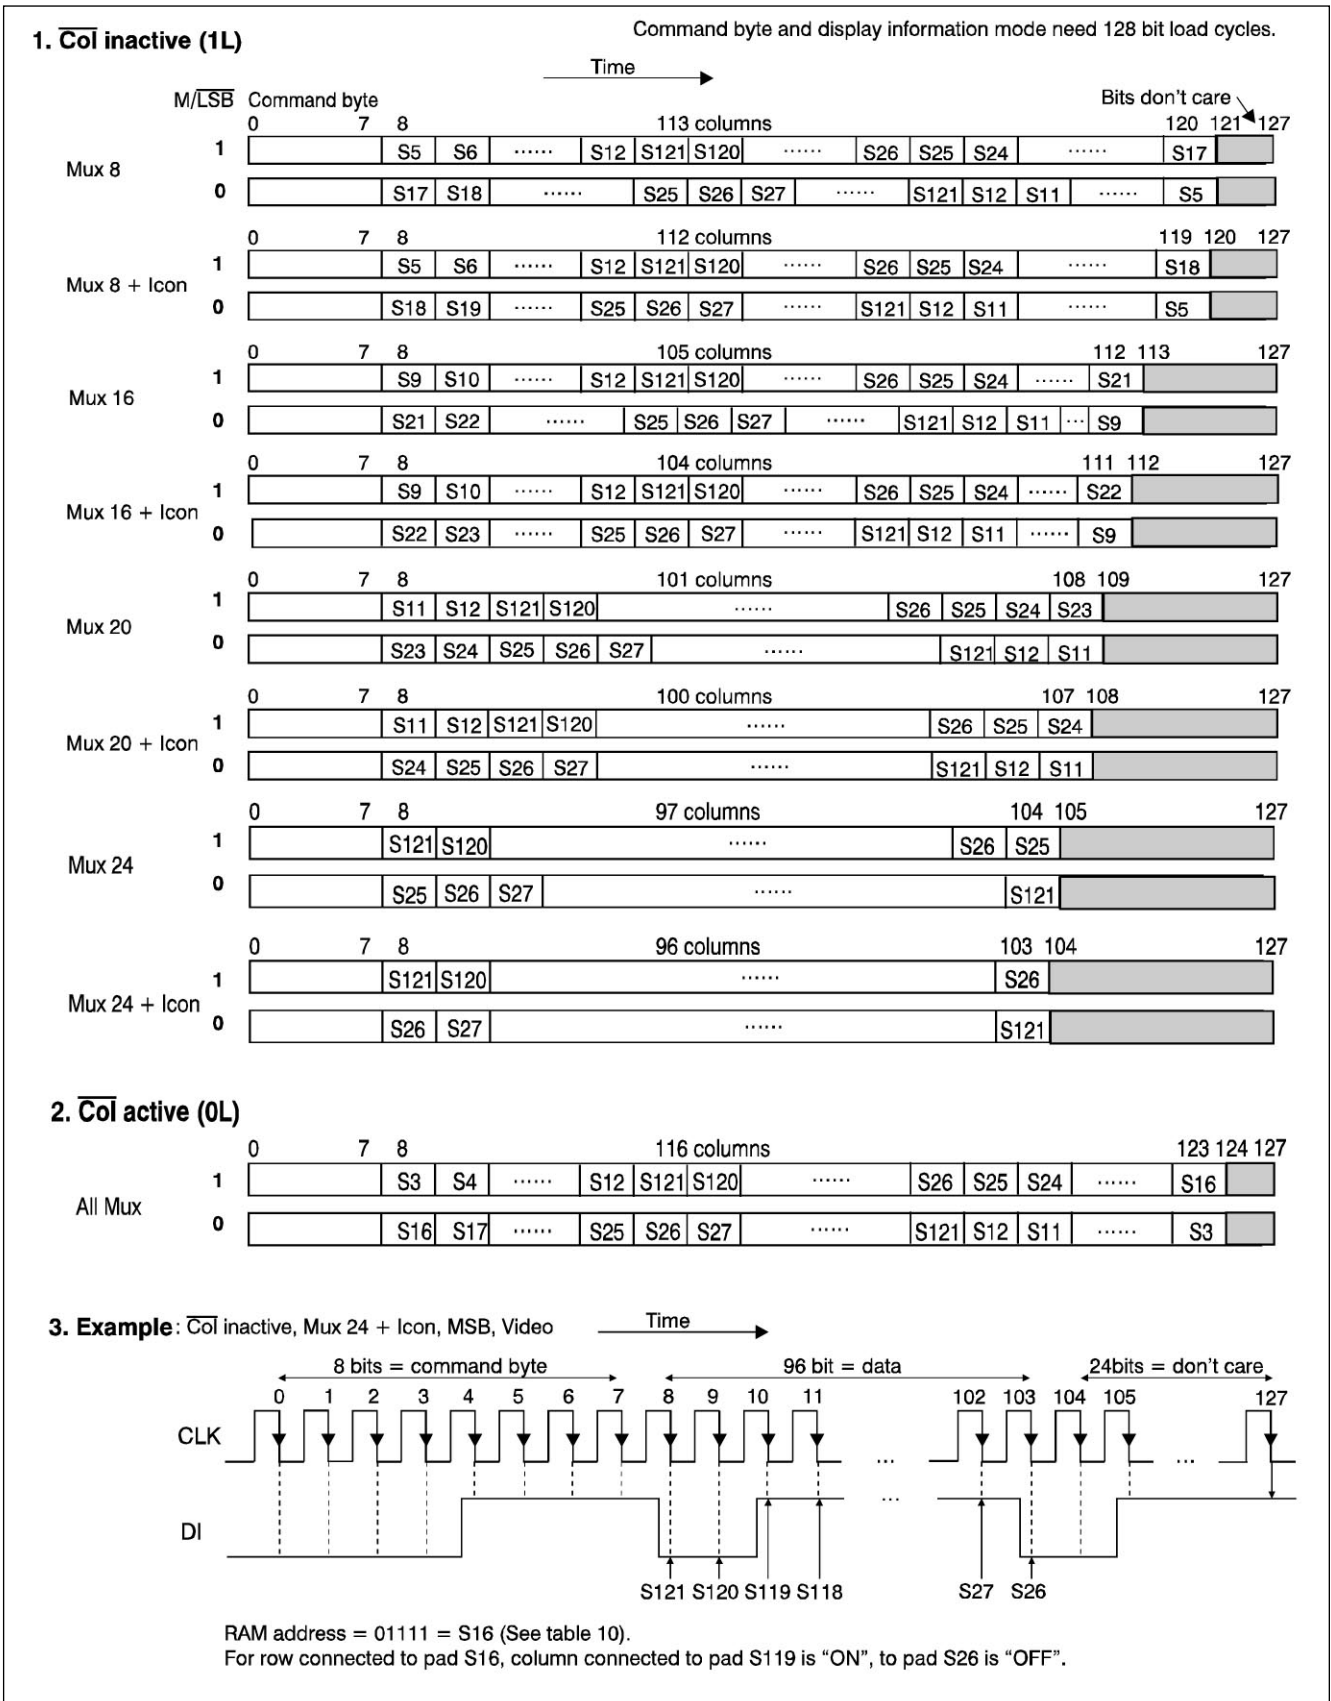 1. Col inactive (1L)
Command byte and display information mode need 128 bit load cycles.
Time
M/LSB Command byte
Bits don't care
0 7 8 113 columns 120 121 127
Mux 8
1 S5 S6 ...... S12 S121 S120 ...... S26 S25 S24 ...... S17
0 S17 S18 ...... S25 S26 S27 ...... S121 S12 S11 ...... S5
0 7 8 112 columns 119 120 127
Mux 8 + Icon
1 S5 S6 ...... S12 S121 S120 ...... S26 S25 S24 ...... S18
0 S18 S19 ...... S25 S26 S27 ...... S121 S12 S11 ...... S5
0 7 8 105 columns 112 113 127
Mux 16
1 S9 S10 ...... S12 S121 S120 ...... S26 S25 S24 ...... S21
0 S21 S22 ...... S25 S26 S27 ...... S121 S12 S11 ... S9
0 7 8 104 columns 111 112 127
Mux 16 + Icon
1 S9 S10 ...... S12 S121 S120 ...... S26 S25 S24 ...... S22
0 S22 S23 ...... S25 S26 S27 ...... S121 S12 S11 ...... S9
0 7 8 101 columns 108 109 127
Mux 20
1 S11 S12 S121 S120 ...... S26 S25 S24 S23
0 S23 S24 S25 S26 S27 ...... S121 S12 S11
0 7 8 100 columns 107 108 127
Mux 20 + Icon
1 S11 S12 S121 S120 ...... S26 S25 S24
0 S24 S25 S26 S27 ...... S121 S12 S11
0 7 8 97 columns 104 105 127
Mux 24
1 S121 S120 ...... S26 S25
0 S25 S26 S27 ...... S121
0 7 8 96 columns 103 104 127
Mux 24 + Icon
1 S121 S120 ...... S26
0 S26 S27 ...... S121
2. Col active (0L)
0 7 8 116 columns 123 124 127
All Mux
1 S3 S4 ...... S12 S121 S120 ...... S26 S25 S24 ...... S16
0 S16 S17 ...... S25 S26 S27 ...... S121 S12 S11 ...... S3
3. Example: Col inactive, Mux 24 + Icon, MSB, Video
Time
8 bits = command byte 96 bit = data 24bits = don't care
0 1 2 3 4 5 6 7 8 9 10 11 102 103 104 105 127
CLK ... ...
DI ...
S121 S120 S119 S118 S27 S26
RAM address = 01111 = S16 (See table 10).
For row connected to pad S16, column connected to pad S119 is “ON”, to pad S26 is “OFF”.